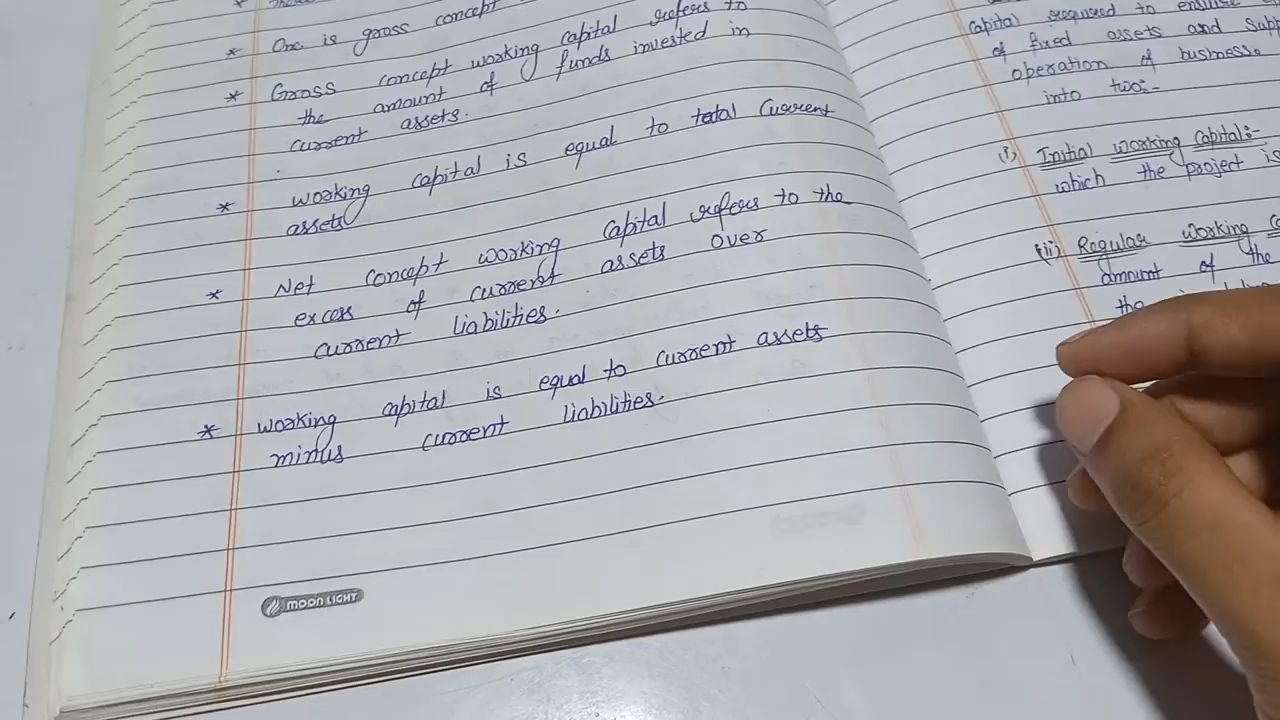 * One is gross concept
* Gross concept working capital refers to
the amount of funds invested in
current assets.
* Working capital is equal to total Current
assets
* Net concept working capital refers to the
excess of current assets over
current liabilities.
* Working capital is equal to current assets
minus current liabilities.
MOON LIGHT
Capital required to ensure
of fixed assets and
operation of business.
into two:-
(i) Initial working capital:-
which the project is
(ii) Regular working
amount of the
the